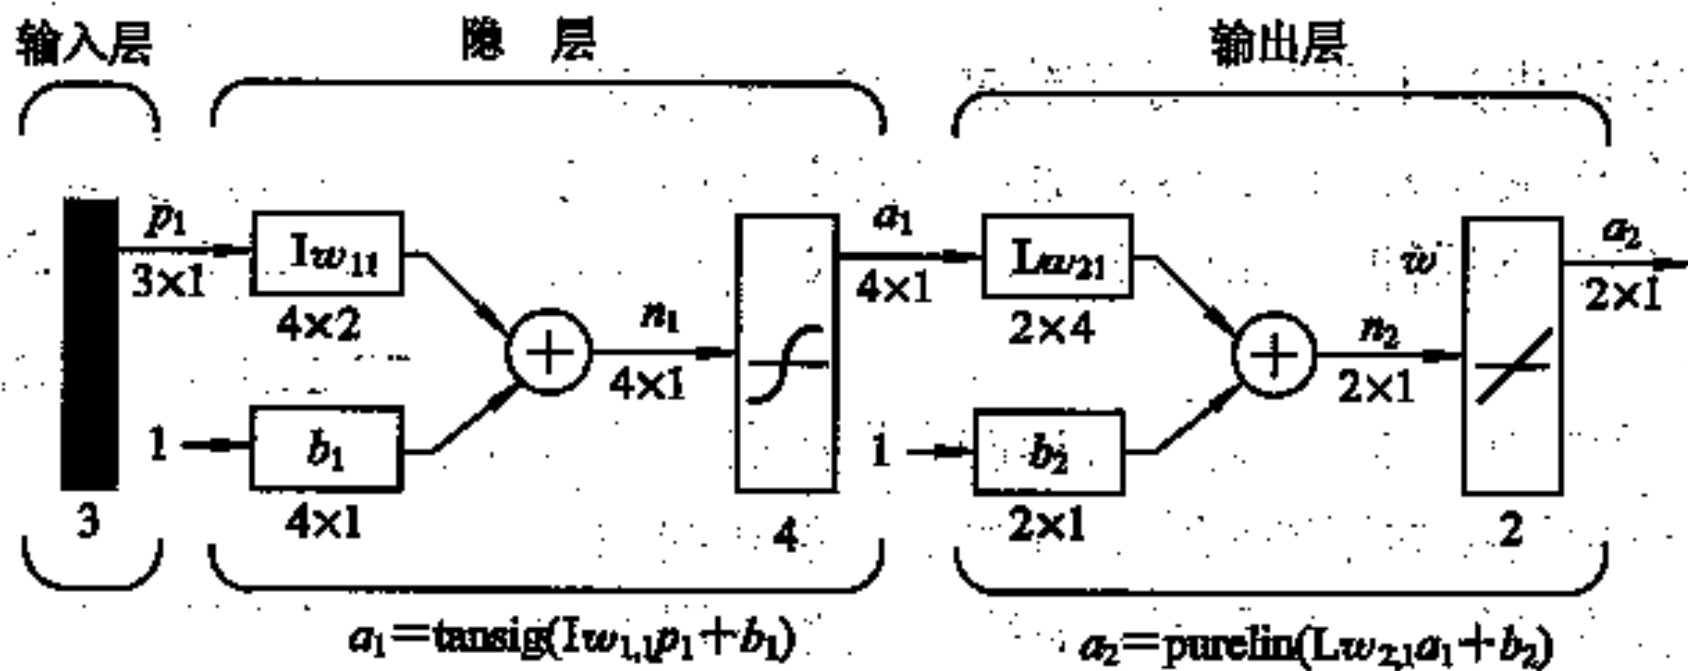 输入层 隐 层 输出层
p₁ a₁ w a₂
3×1 Iw₁₁ 4×1 Lw₂₁ 2×1
4×2 n₁ 2×4 n₂
4×1 2×1
1 b₁ 1 b₂
3 4×1 4 2×1 2
a₁=tansig(Iw₁,₁p₁+b₁) a₂=purelin(Lw₂,₁a₁+b₂)